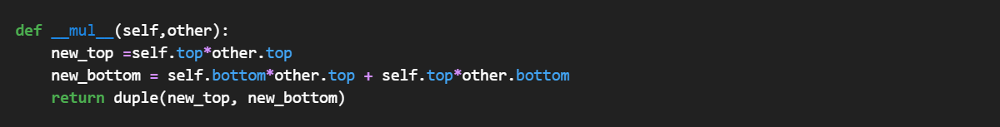 def __mul__(self,other):
    new_top =self.top*other.top
    new_bottom = self.bottom*other.top + self.top*other.bottom
    return duple(new_top, new_bottom)